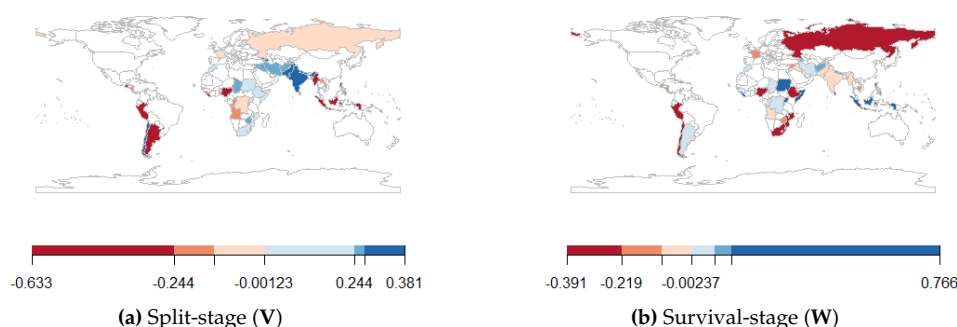 -0.633 -0.244 -0.00123 0.244 0.381
(a) Split-stage (V)
-0.391 -0.219 -0.00237 0.766
(b) Survival-stage (W)